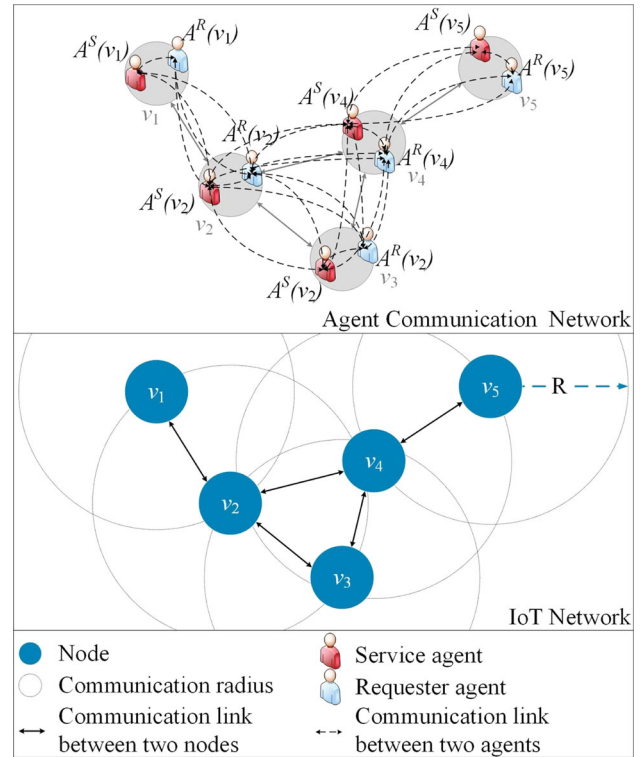 A^S(v₁)
A^R(v₁)
v₁
A^S(v₅)
A^R(v₅)
v₅
A^S(v₄)
A^R(v₄)
v₄
A^R(v₂)
A^S(v₂)
v₂
A^R(v₂)
v₃
A^S(v₂)
Agent Communication Network
v₁
v₅
R
v₄
v₂
v₃
IoT Network
Node
Communication radius
Communication link
between two nodes
Service agent
Requester agent
Communication link
between two agents